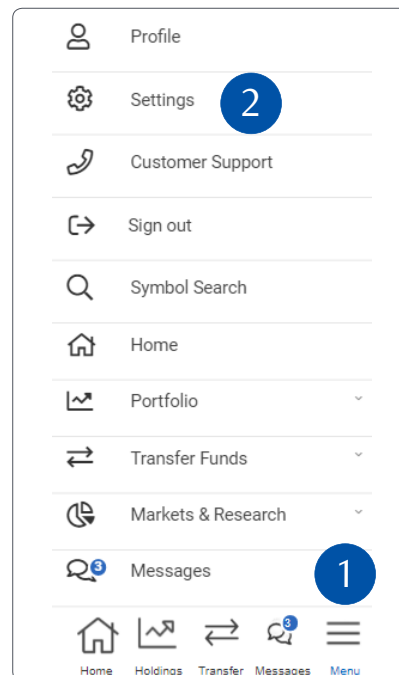 Profile
Settings 2
Customer Support
Sign out
Symbol Search
Home
Portfolio
Transfer Funds
Markets & Research
3 Messages 1
3
Home Holdings Transfer Messages Menu